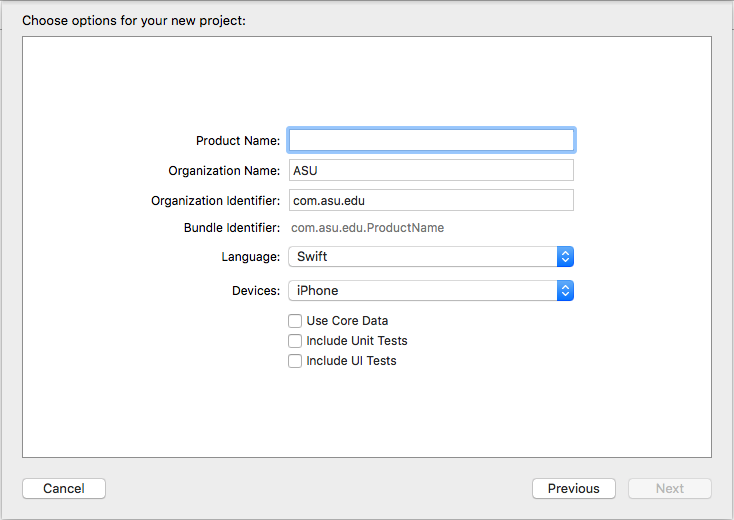 Choose options for your new project:
Product Name:
Organization Name: ASU
Organization Identifier: com.asu.edu
Bundle Identifier: com.asu.edu.ProductName
Language: Swift
Devices: iPhone
Use Core Data
Include Unit Tests
Include UI Tests
Cancel Previous Next